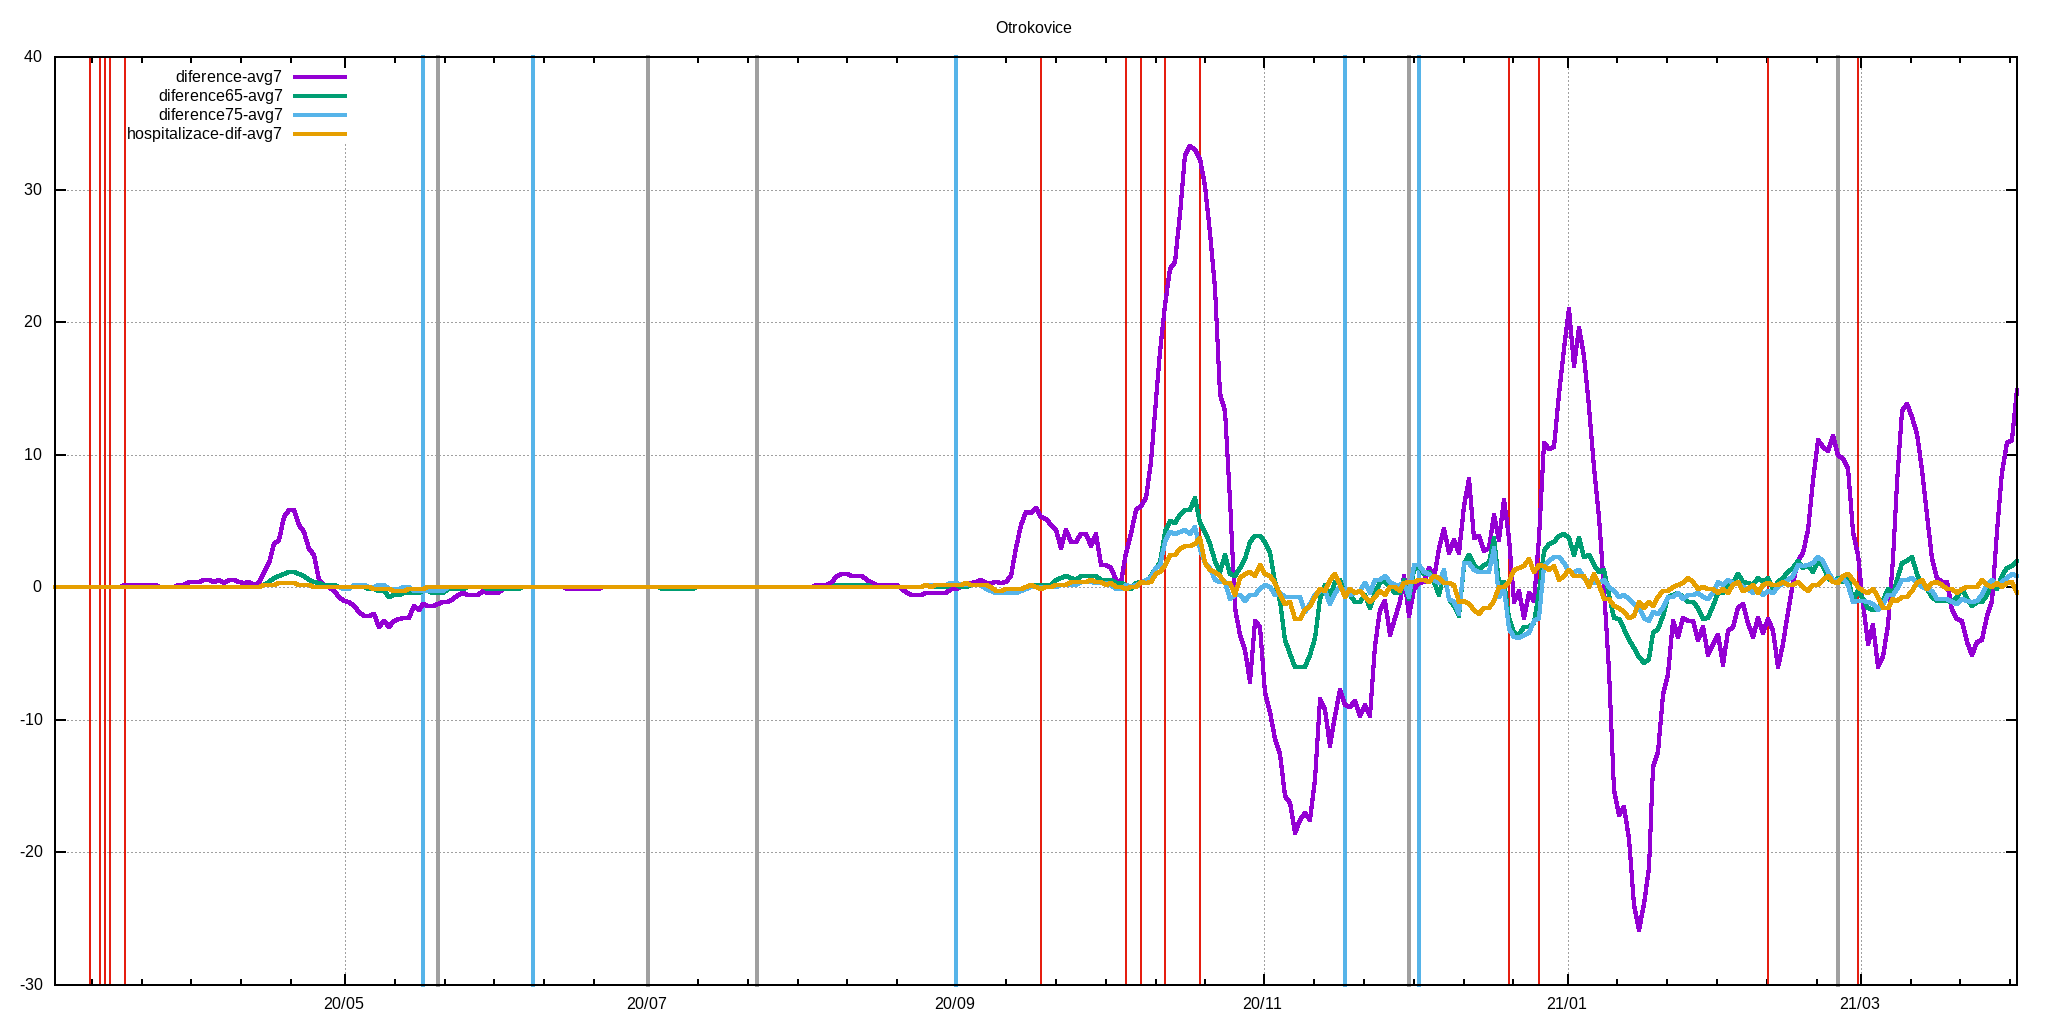 Otrokovice
diference-avg7
diference65-avg7
diference75-avg7
hospitalizace-dif-avg7
40
30
20
10
0
-10
-20
-30
20/05 20/07 20/09 20/11 21/01 21/03